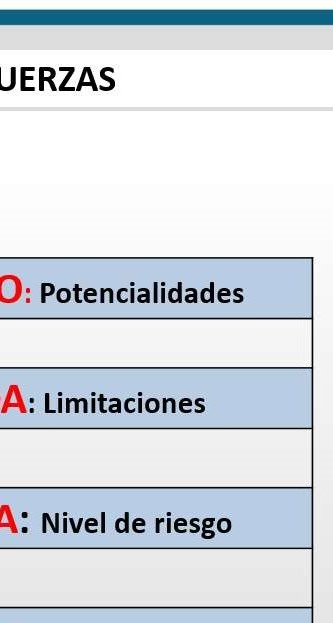 UERZAS
O: Potencialidades
A: Limitaciones
A: Nivel de riesgo